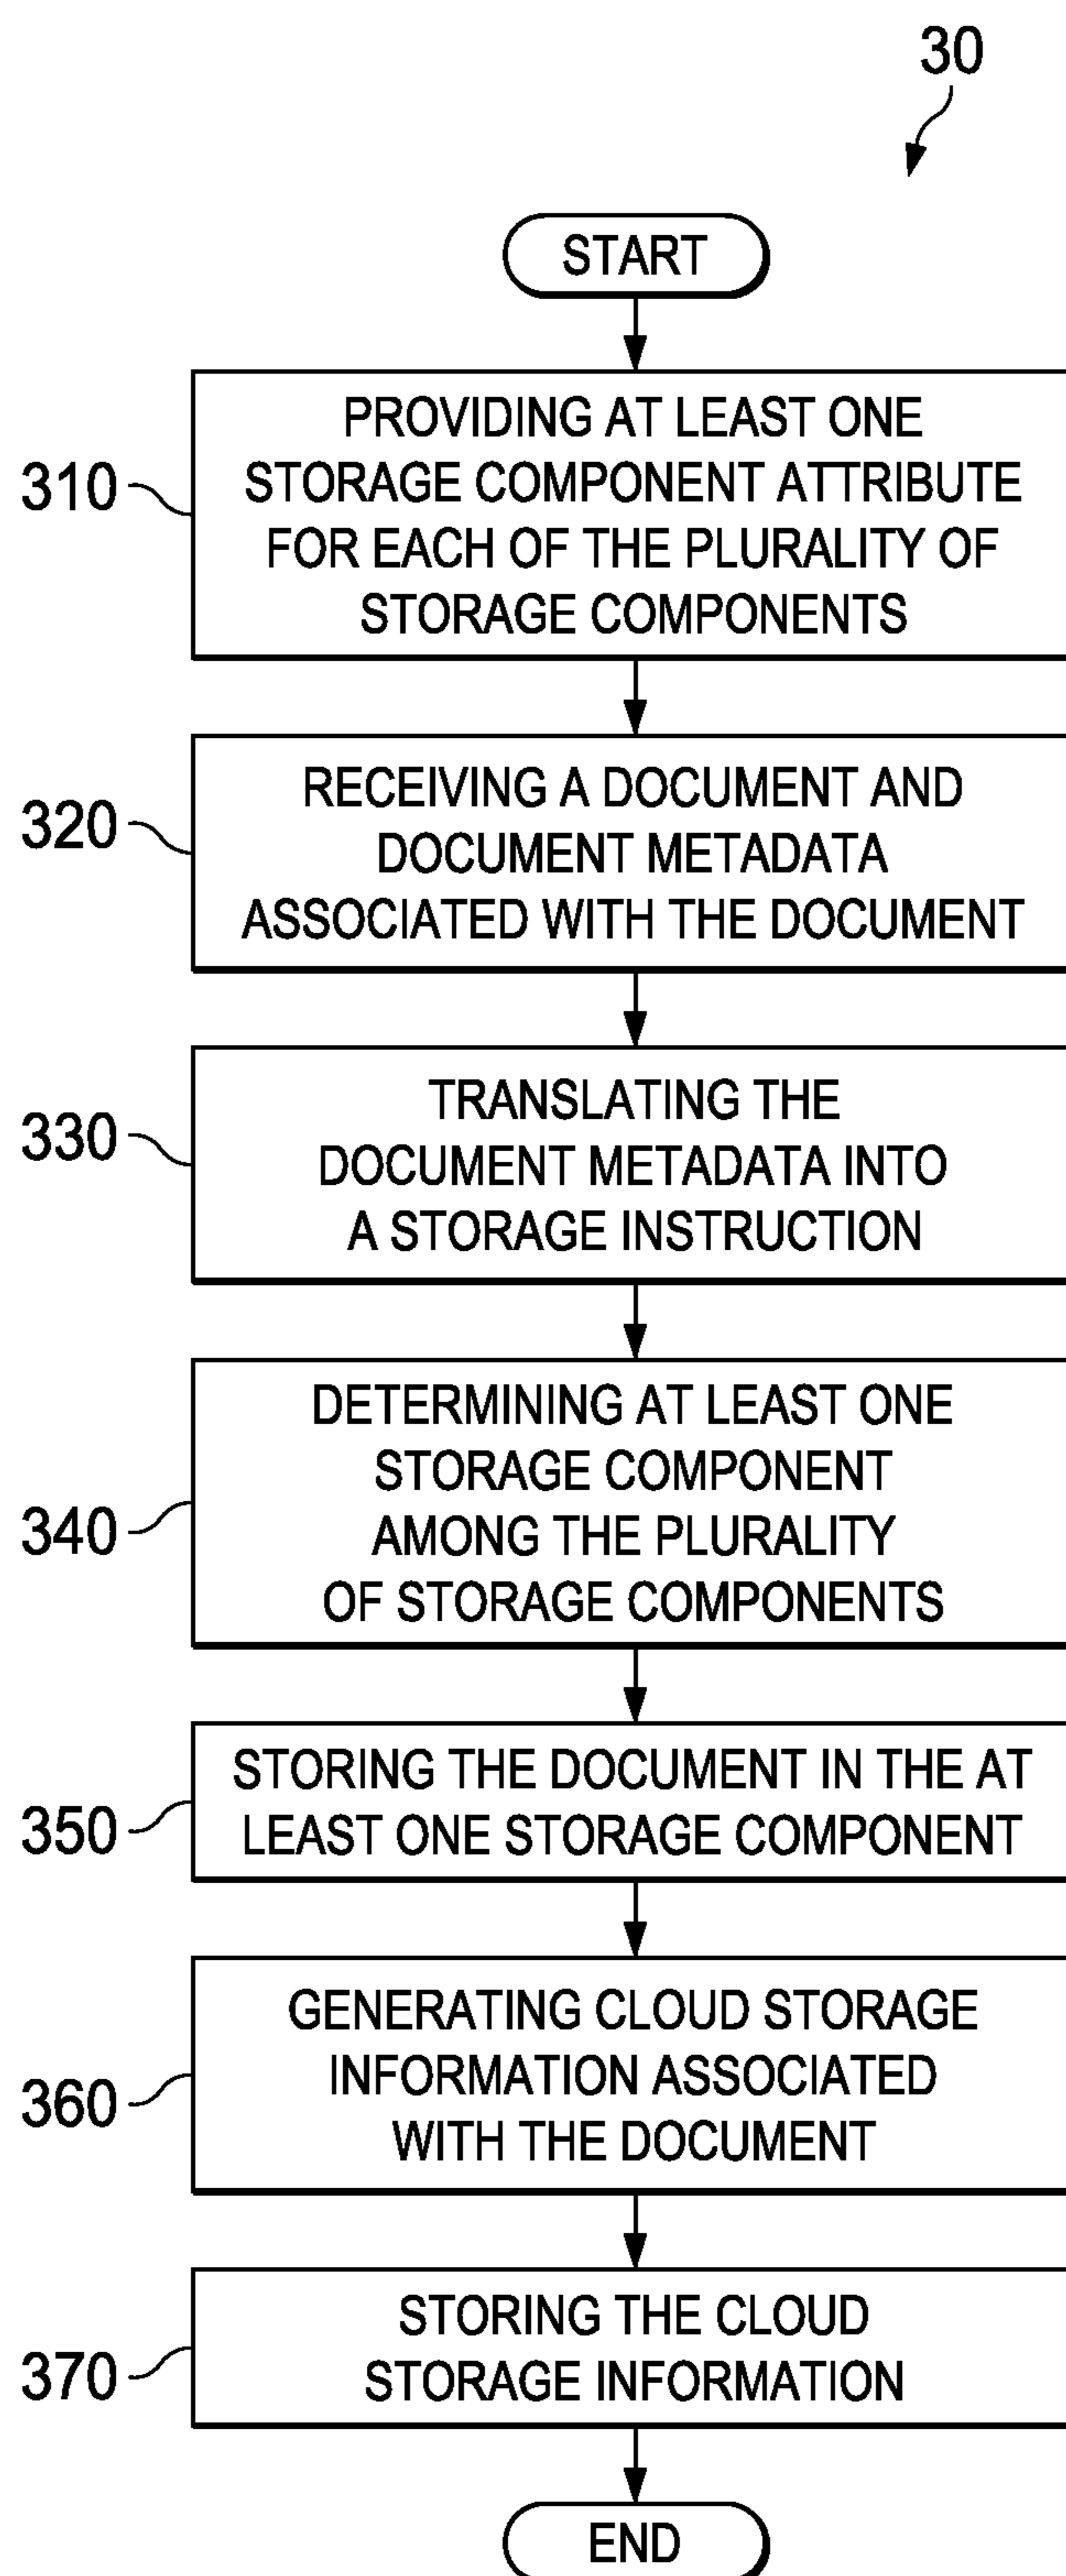 30
START
310
PROVIDING AT LEAST ONE
STORAGE COMPONENT ATTRIBUTE
FOR EACH OF THE PLURALITY OF
STORAGE COMPONENTS
320
RECEIVING A DOCUMENT AND
DOCUMENT METADATA
ASSOCIATED WITH THE DOCUMENT
330
TRANSLATING THE
DOCUMENT METADATA INTO
A STORAGE INSTRUCTION
340
DETERMINING AT LEAST ONE
STORAGE COMPONENT
AMONG THE PLURALITY
OF STORAGE COMPONENTS
350
STORING THE DOCUMENT IN THE AT
LEAST ONE STORAGE COMPONENT
360
GENERATING CLOUD STORAGE
INFORMATION ASSOCIATED
WITH THE DOCUMENT
370
STORING THE CLOUD
STORAGE INFORMATION
END